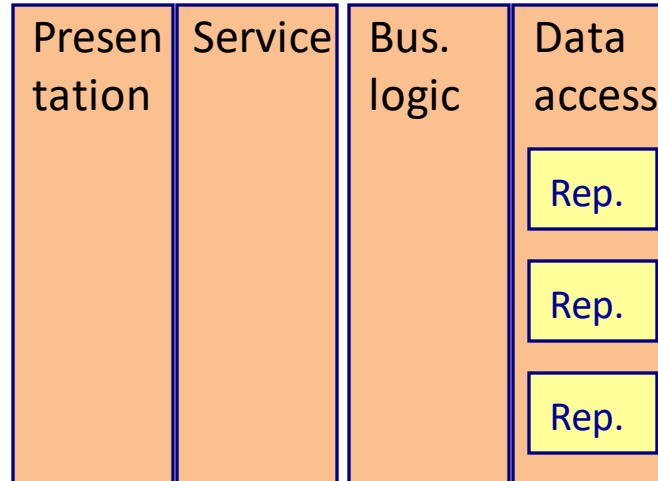 Presen
tation
Service
Bus.
logic
Data
access
Rep.
Rep.
Rep.